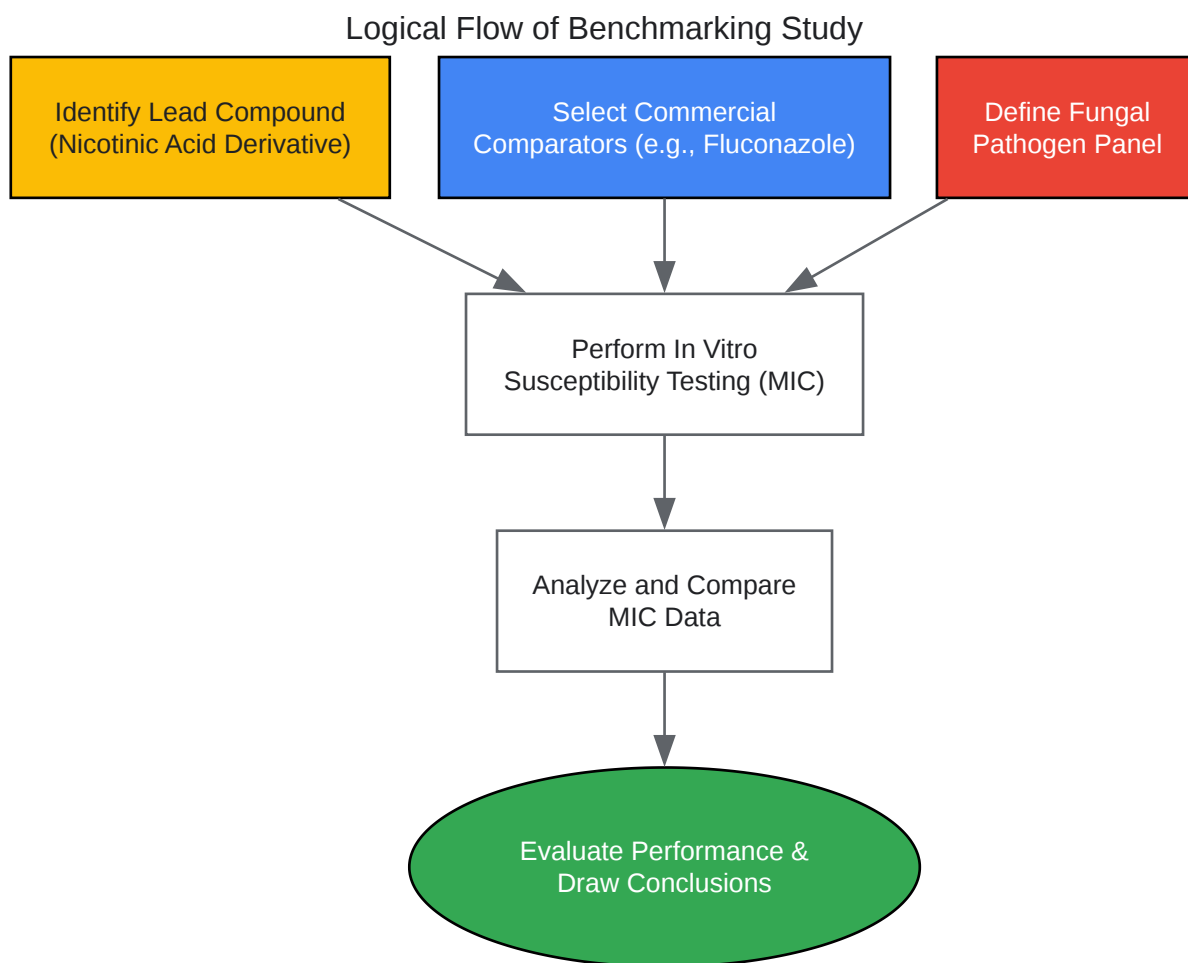 Logical Flow of Benchmarking Study
Identify Lead Compound
(Nicotinic Acid Derivative)
Select Commercial
Comparators (e.g., Fluconazole)
Define Fungal
Pathogen Panel
Perform In Vitro
Susceptibility Testing (MIC)
Analyze and Compare
MIC Data
Evaluate Performance &
Draw Conclusions